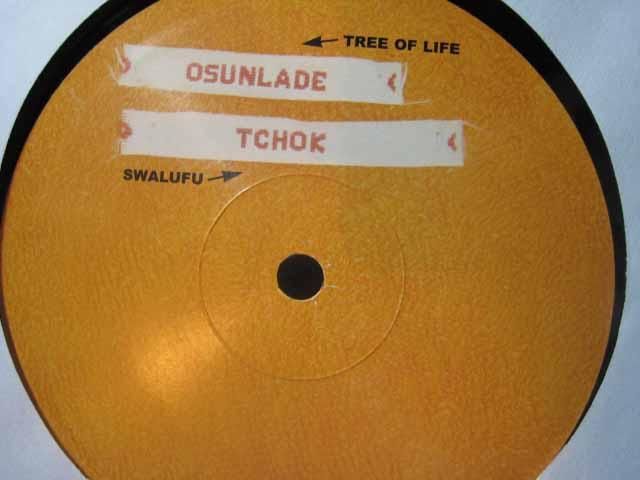 TREE OF LIFE
OSUNLADE
TCHOK
SWALUFU